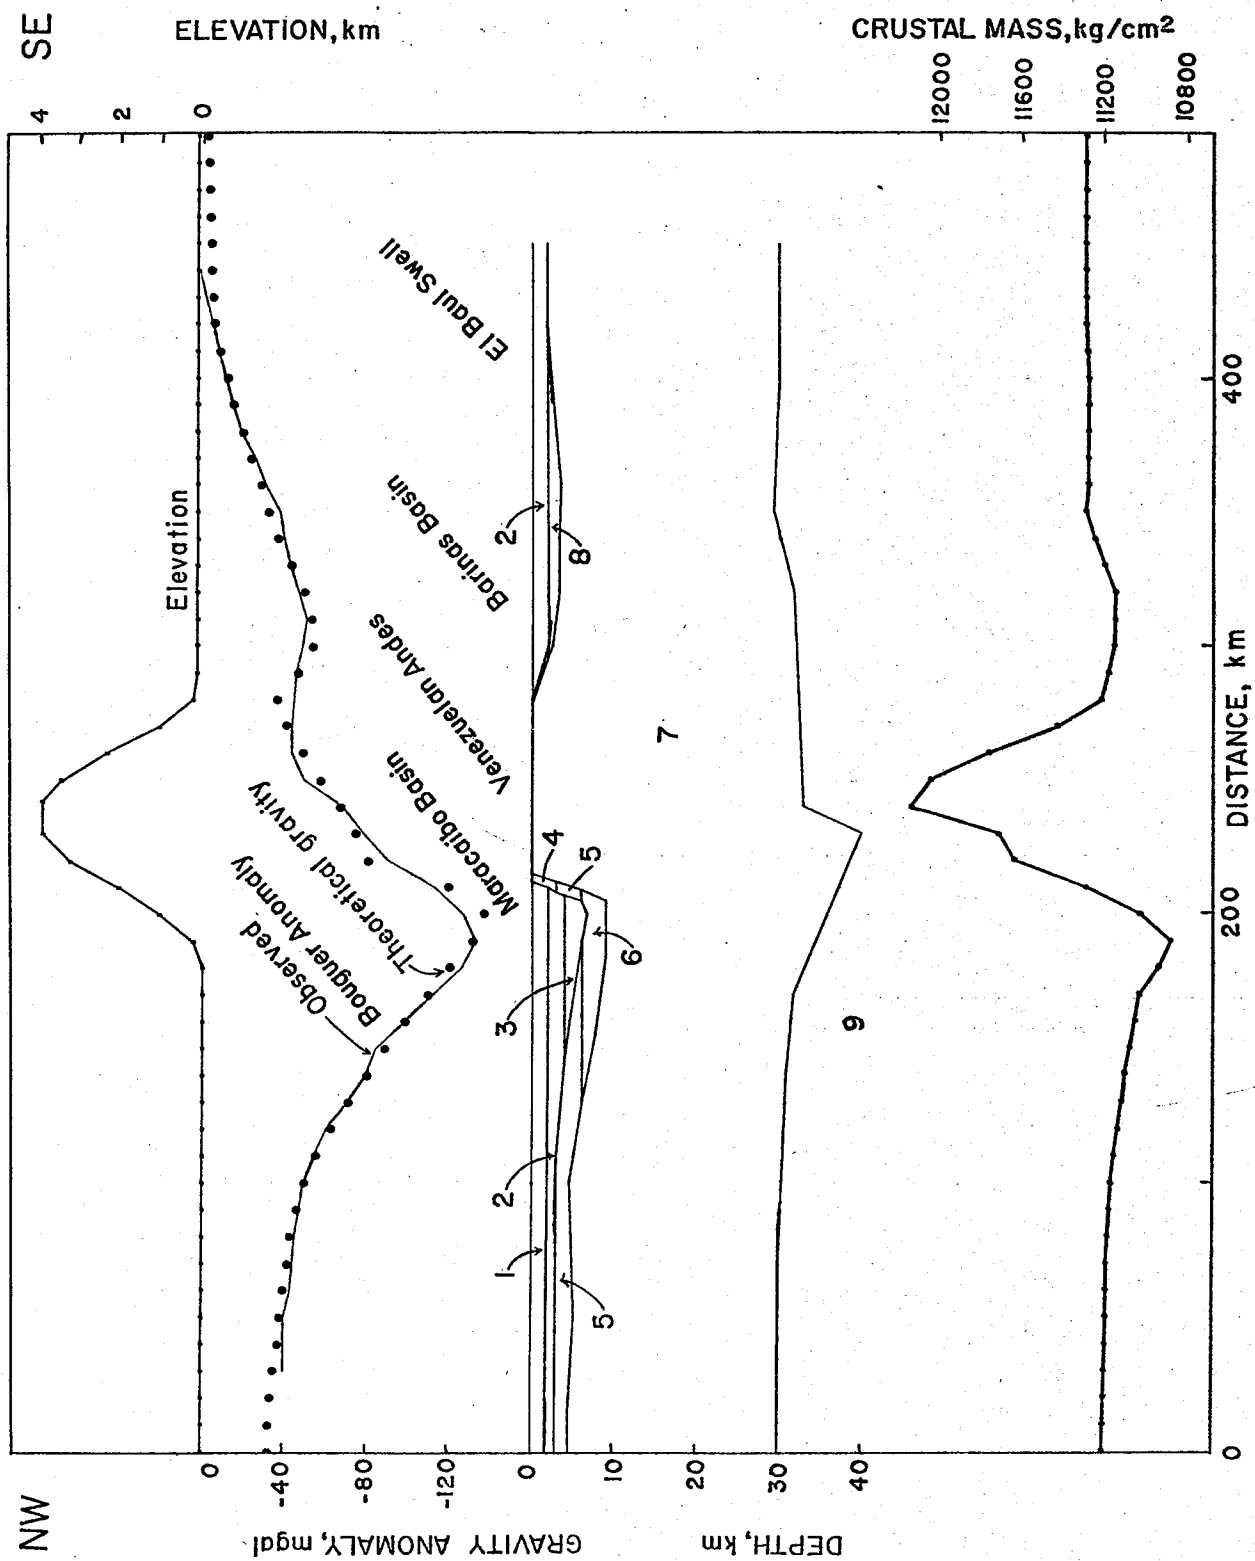 NW
SE
ELEVATION, km
4
2
0
CRUSTAL MASS, kg/cm²
12000
11600
11200
10800
GRAVITY ANOMALY, mgal
0
-40
-80
-120
DEPTH, km
0
10
30
40
Elevation
Observed
Bouguer Anomaly
Theoretical gravity
Maracaibo Basin
Venezuelan Andes
Barinas Basin
El Baul Swell
1
2
5
3
6
4
5
7
2
8
9
0
200
400
DISTANCE, km